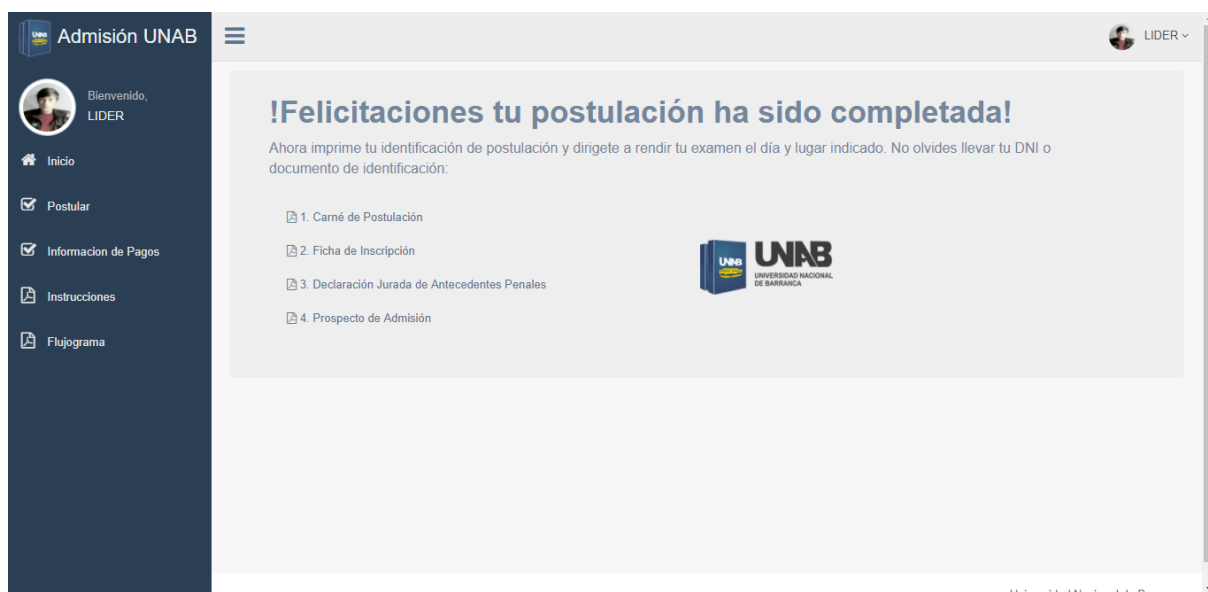 Admisión UNAB
LIDER
Bienvenido,
LIDER
Inicio
Postular
Informacion de Pagos
Instrucciones
Flujograma
!Felicitaciones tu postulación ha sido completada!
Ahora imprime tu identificación de postulación y dirigete a rendir tu examen el día y lugar indicado. No olvides llevar tu DNI o
documento de identificación:
1. Carné de Postulación
2. Ficha de Inscripción
3. Declaración Jurada de Antecedentes Penales
4. Prospecto de Admisión
UNAB
UNAB
UNIVERSIDAD NACIONAL
DE BARRANCA